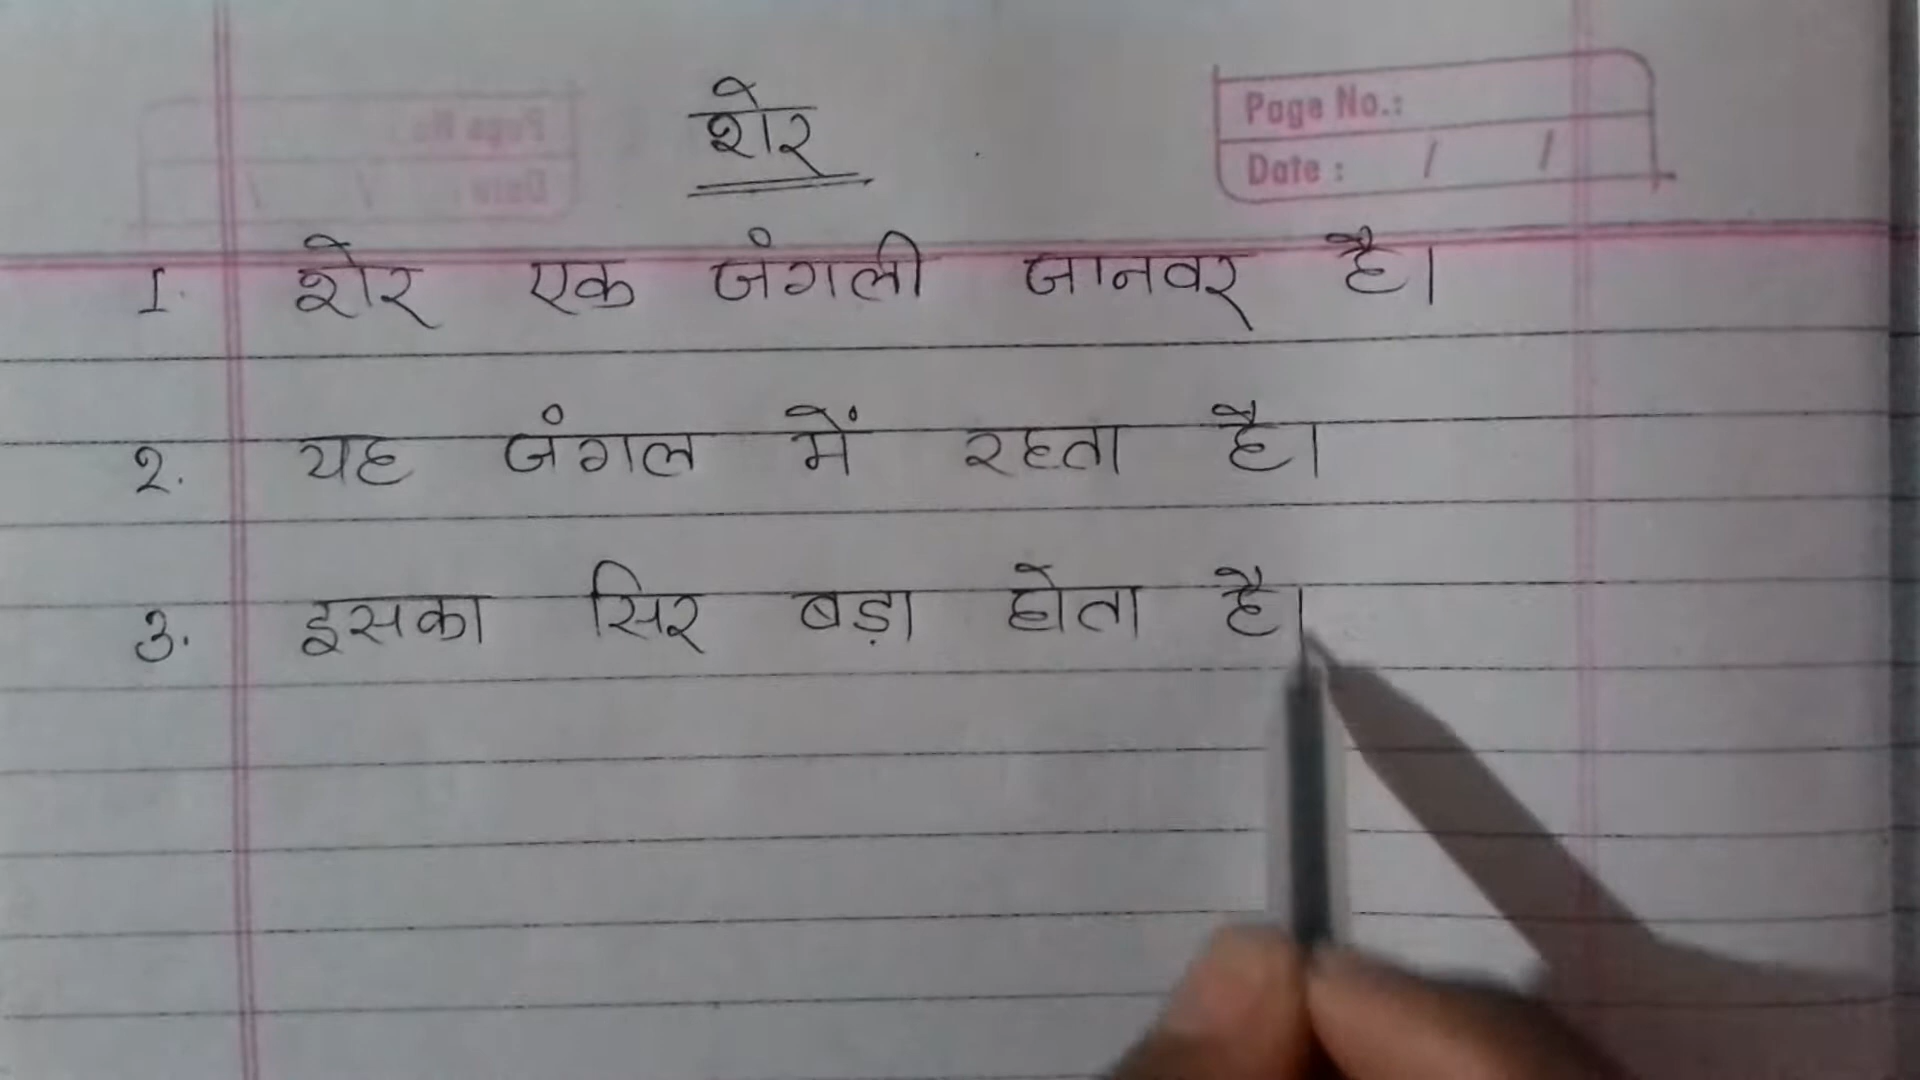 शेर
Page No.:
Date : / /
1. शेर एक जंगली जानवर है।
2. यह जंगल में रहता है।
3. इसका सिर बड़ा होता है।